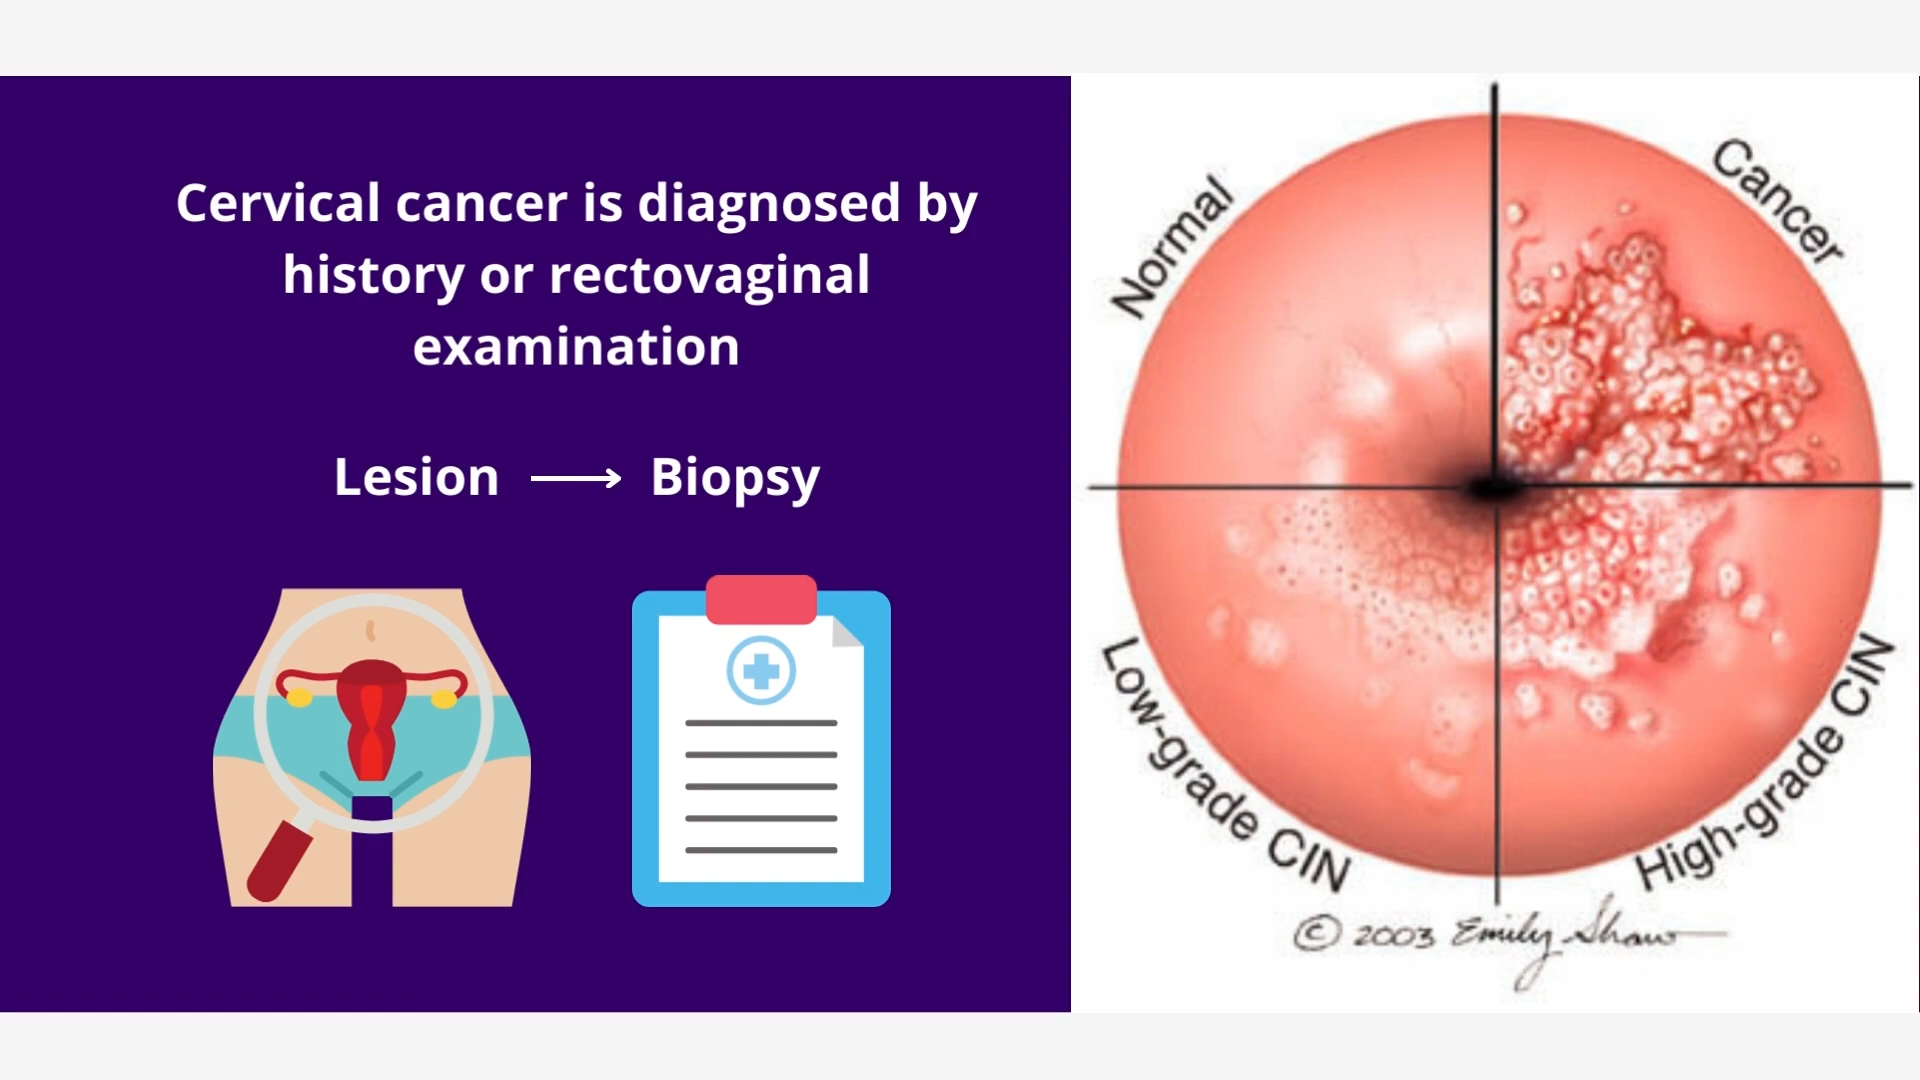 Cervical cancer is diagnosed by
history or rectovaginal
examination
Lesion → Biopsy
Normal
Cancer
Low-grade CIN
High-grade CIN
© 2003 Emily Shaw